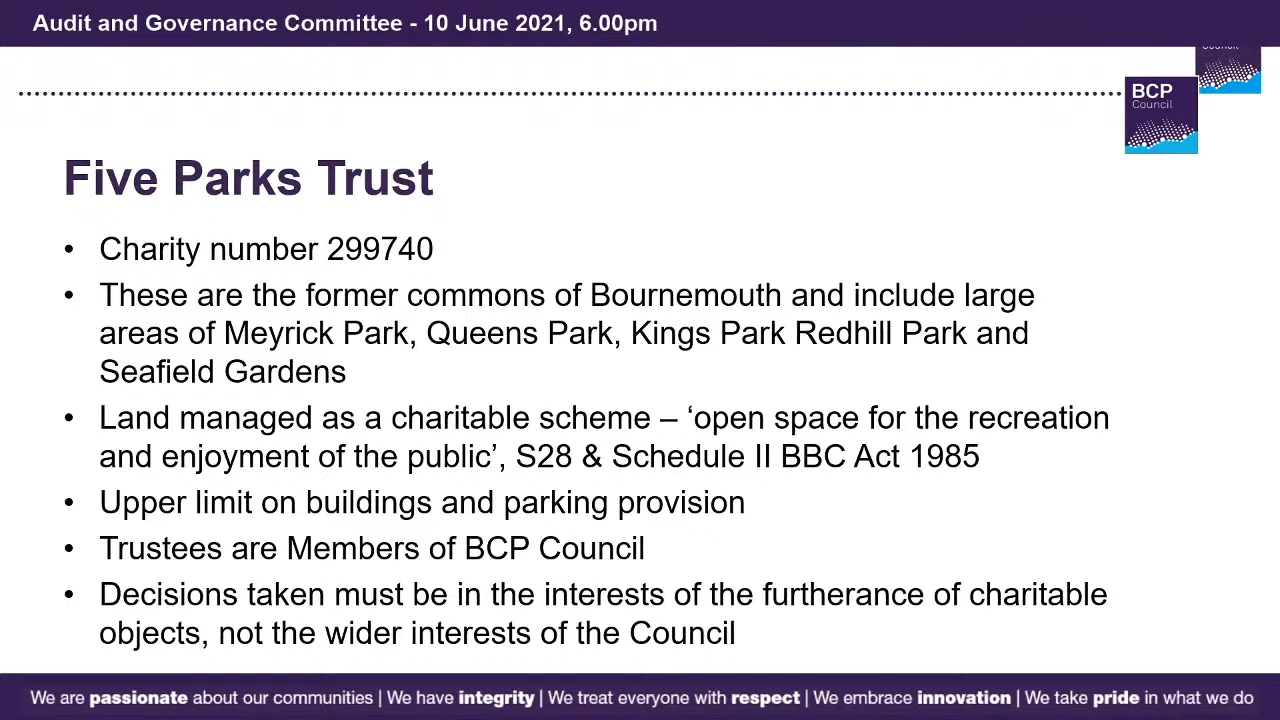 Audit and Governance Committee - 10 June 2021, 6.00pm
Council
BCP
Council
Five Parks Trust
• Charity number 299740
• These are the former commons of Bournemouth and include large
areas of Meyrick Park, Queens Park, Kings Park Redhill Park and
Seafield Gardens
• Land managed as a charitable scheme – ‘open space for the recreation
and enjoyment of the public’, S28 & Schedule II BBC Act 1985
• Upper limit on buildings and parking provision
• Trustees are Members of BCP Council
• Decisions taken must be in the interests of the furtherance of charitable
objects, not the wider interests of the Council
We are passionate about our communities | We have integrity | We treat everyone with respect | We embrace innovation | We take pride in what we do